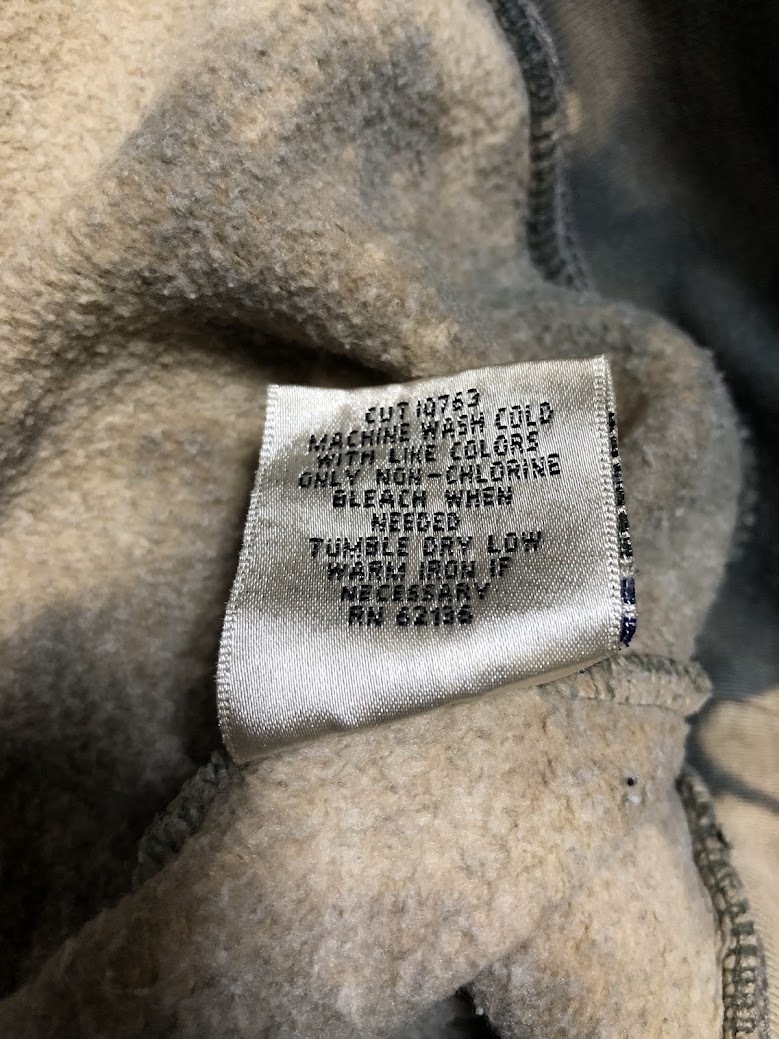 CUT 10763
MACHINE WASH COLD
WITH LIKE COLORS
ONLY NON-CHLORINE
BLEACH WHEN
NEEDED
TUMBLE DRY LOW
WARM IRON IF
NECESSARY
RN 62136